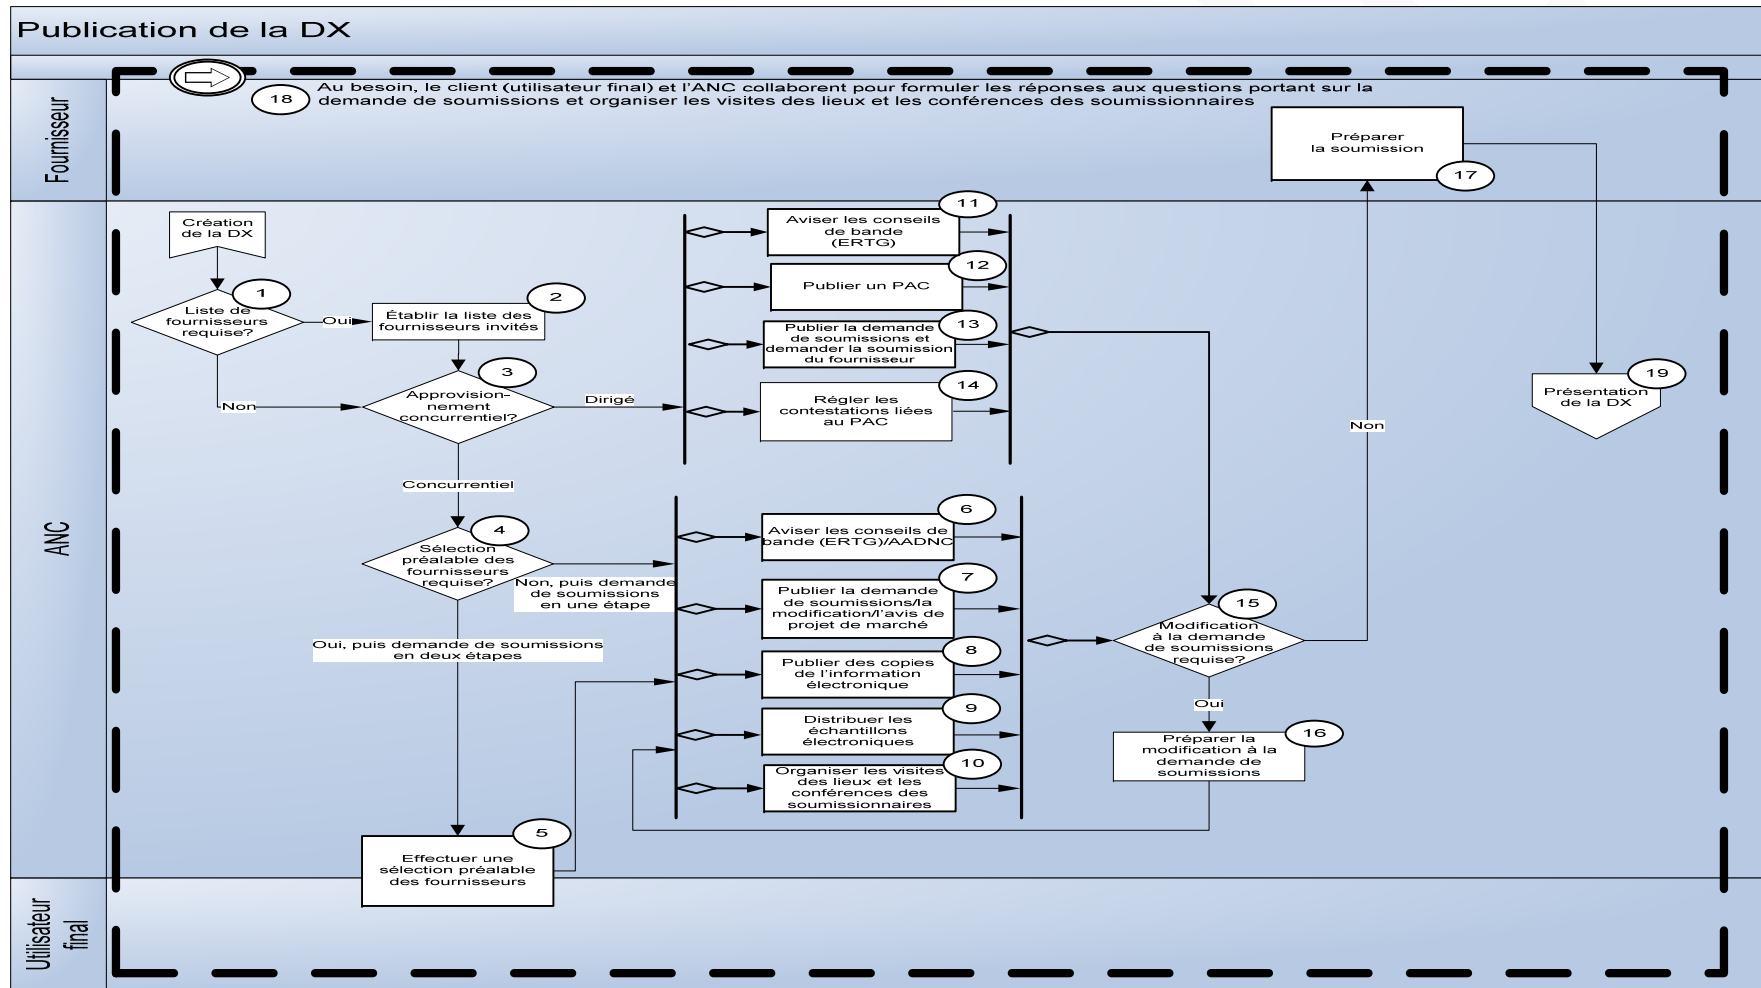 Publication de la DX
18
Au besoin, le client (utilisateur final) et l'ANC collaborent pour formuler les réponses aux questions portant sur la
demande de soumissions et organiser les visites des lieux et les conférences des soumissionnaires
Fournisseur
Préparer
la soumission
17
ANC
Création
de la DX
1
Liste de
fournisseurs
requise?
Oui
Non
2
Établir la liste des
fournisseurs invités
3
Approvision-
nement
concurrentiel?
Dirigé
Concurrentiel
4
Sélection
préalable des
fournisseurs
requise?
Non, puis demande
de soumissions
en une étape
Oui, puis demande de soumissions
en deux étapes
5
Effectuer une
sélection préalable
des fournisseurs
11
Aviser les conseils
de bande
(ERTG)
12
Publier un PAC
13
Publier la demande
de soumissions et
demander la soumission
du fournisseur
14
Régler les
contestations liées
au PAC
6
Aviser les conseils de
bande (ERTG)/AADNC
7
Publier la demande
de soumissions/la
modification/l'avis de
projet de marché
8
Publier des copies
de l'information
électronique
9
Distribuer les
échantillons
électroniques
10
Organiser les visites
des lieux et les
conférences des
soumissionnaires
15
Modification
à la demande
de soumissions
requise?
Non
Oui
16
Préparer la
modification à la
demande de
soumissions
19
Présentation
de la DX
Utilisateur
final